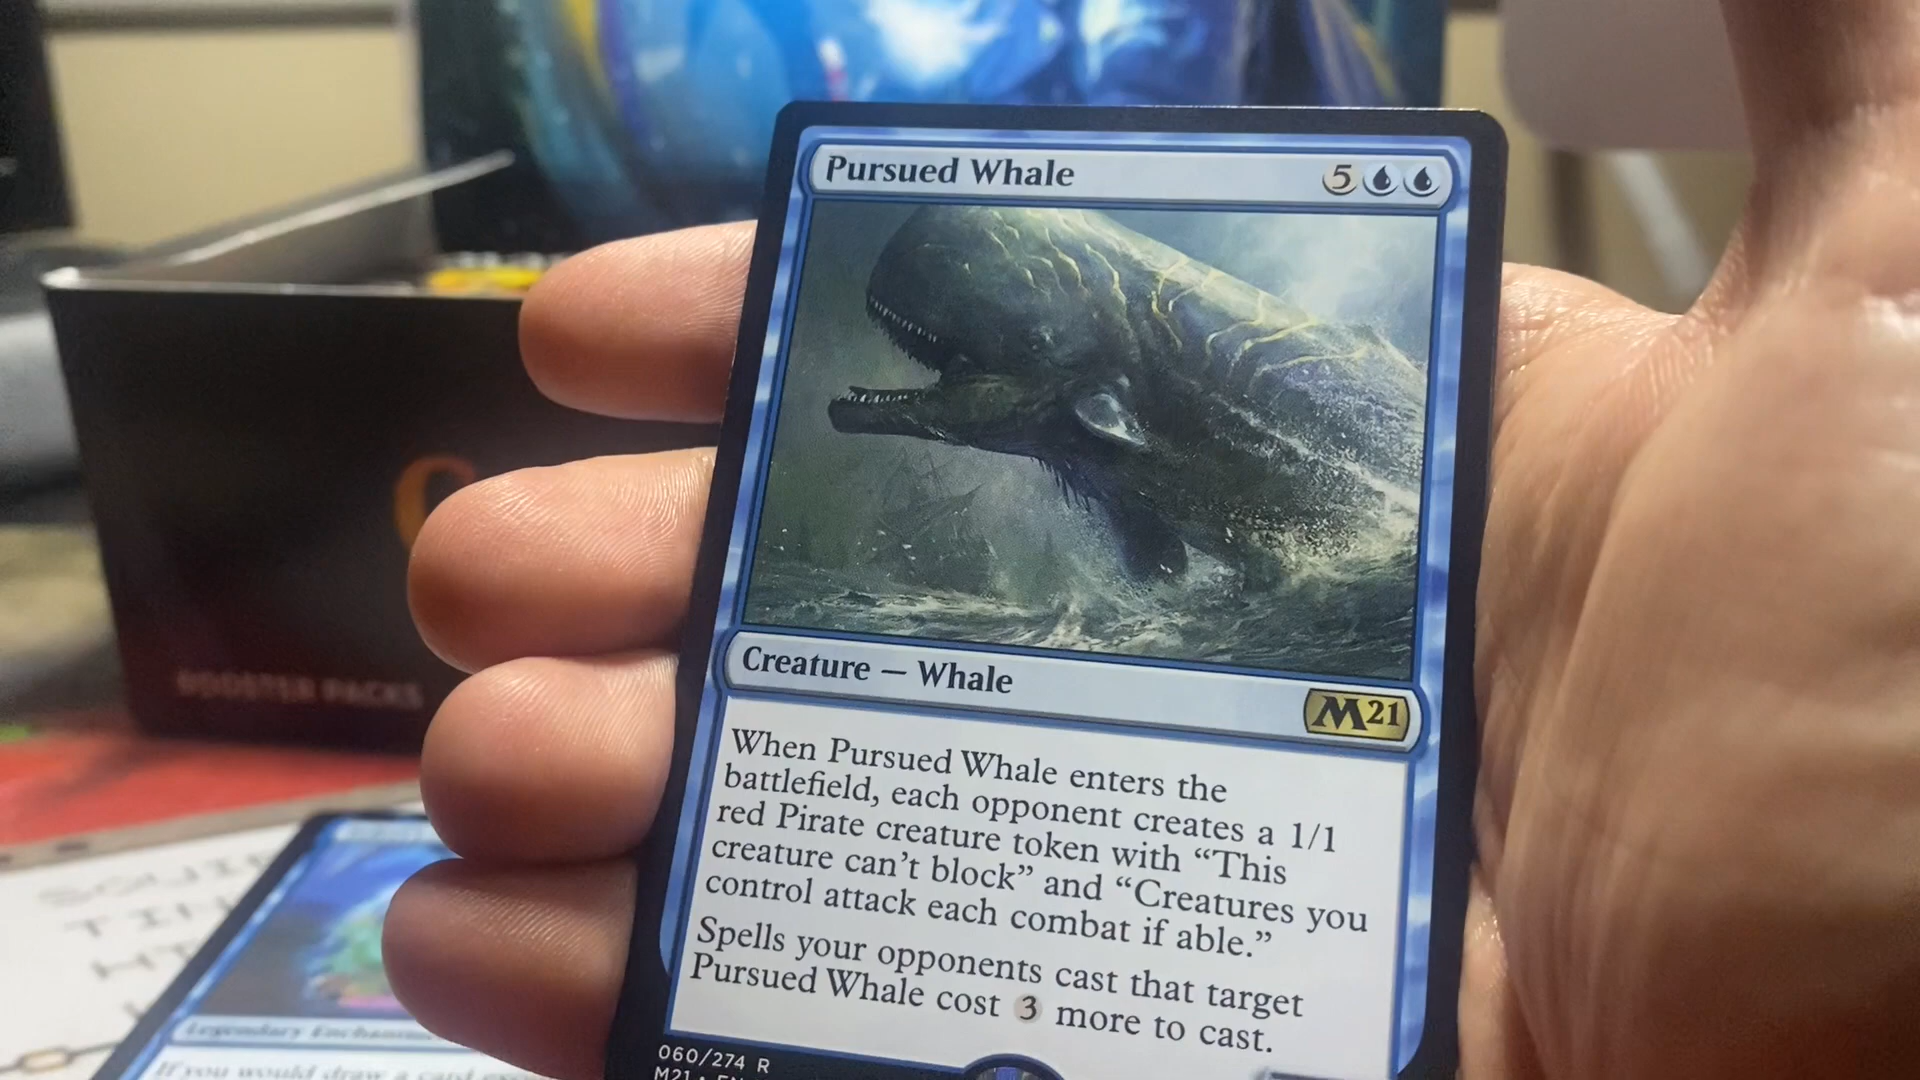 Pursued Whale 5
Creature — Whale
M21
When Pursued Whale enters the
battlefield, each opponent creates a 1/1
red Pirate creature token with “This
creature can’t block” and “Creatures you
control attack each combat if able.”
Spells your opponents cast that target
Pursued Whale cost 3 more to cast.
060/274 R
M21 • EN
BOOSTER PACKS
Legendary
If you would draw a card